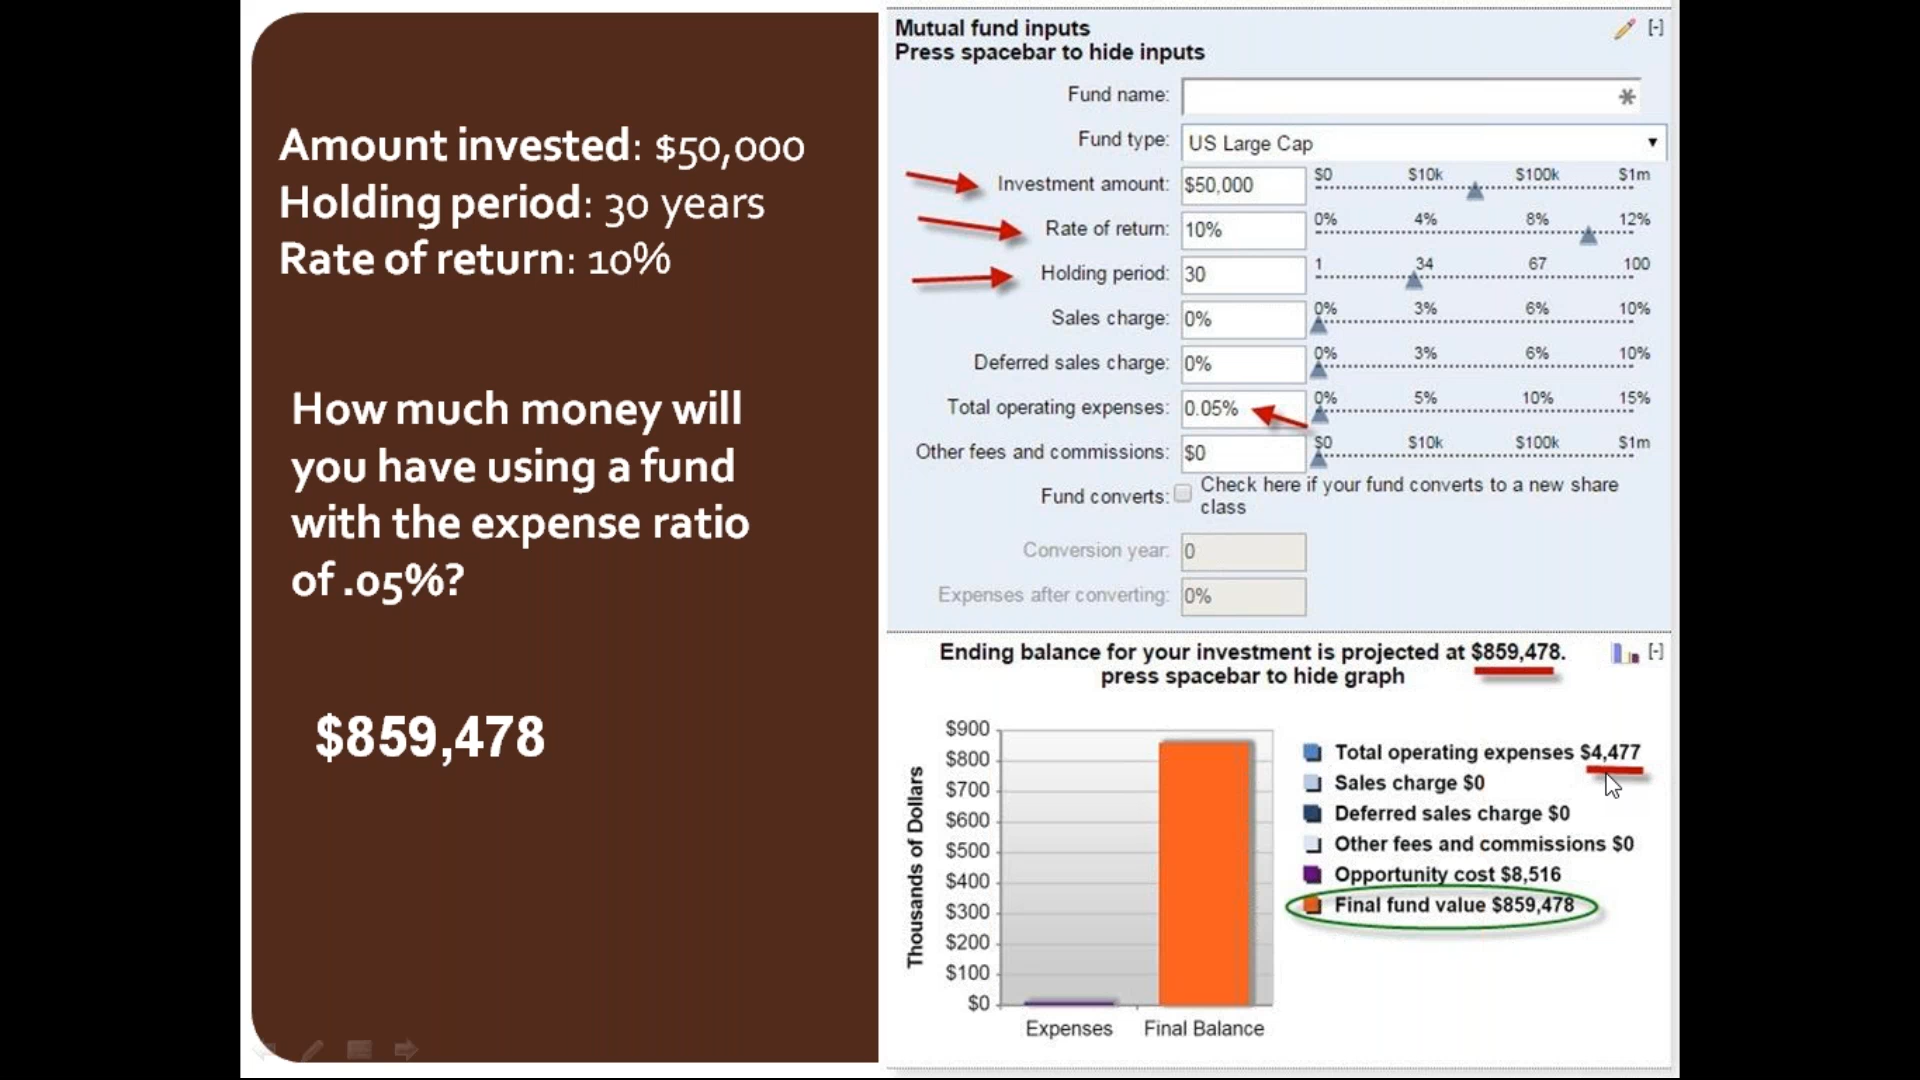 Amount invested: $50,000
Holding period: 30 years
Rate of return: 10%
How much money will
you have using a fund
with the expense ratio
of .05%?
$859,478
Mutual fund inputs
[-]
Press spacebar to hide inputs
Fund name:
*
Fund type: US Large Cap
Investment amount: $50,000 $0 $10k $100k $1m
Rate of return: 10% 0% 4% 8% 12%
Holding period: 30 1 34 67 100
Sales charge: 0% 0% 3% 6% 10%
Deferred sales charge: 0% 0% 3% 6% 10%
Total operating expenses: 0.05% 0% 5% 10% 15%
Other fees and commissions: $0 $0 $10k $100k $1m
Fund converts: Check here if your fund converts to a new share
class
Conversion year: 0
Expenses after converting: 0%
Ending balance for your investment is projected at $859,478. [-]
press spacebar to hide graph
Thousands of Dollars
$900
$800
$700
$600
$500
$400
$300
$200
$100
$0
Expenses Final Balance
Total operating expenses $4,477
Sales charge $0
Deferred sales charge $0
Other fees and commissions $0
Opportunity cost $8,516
Final fund value $859,478